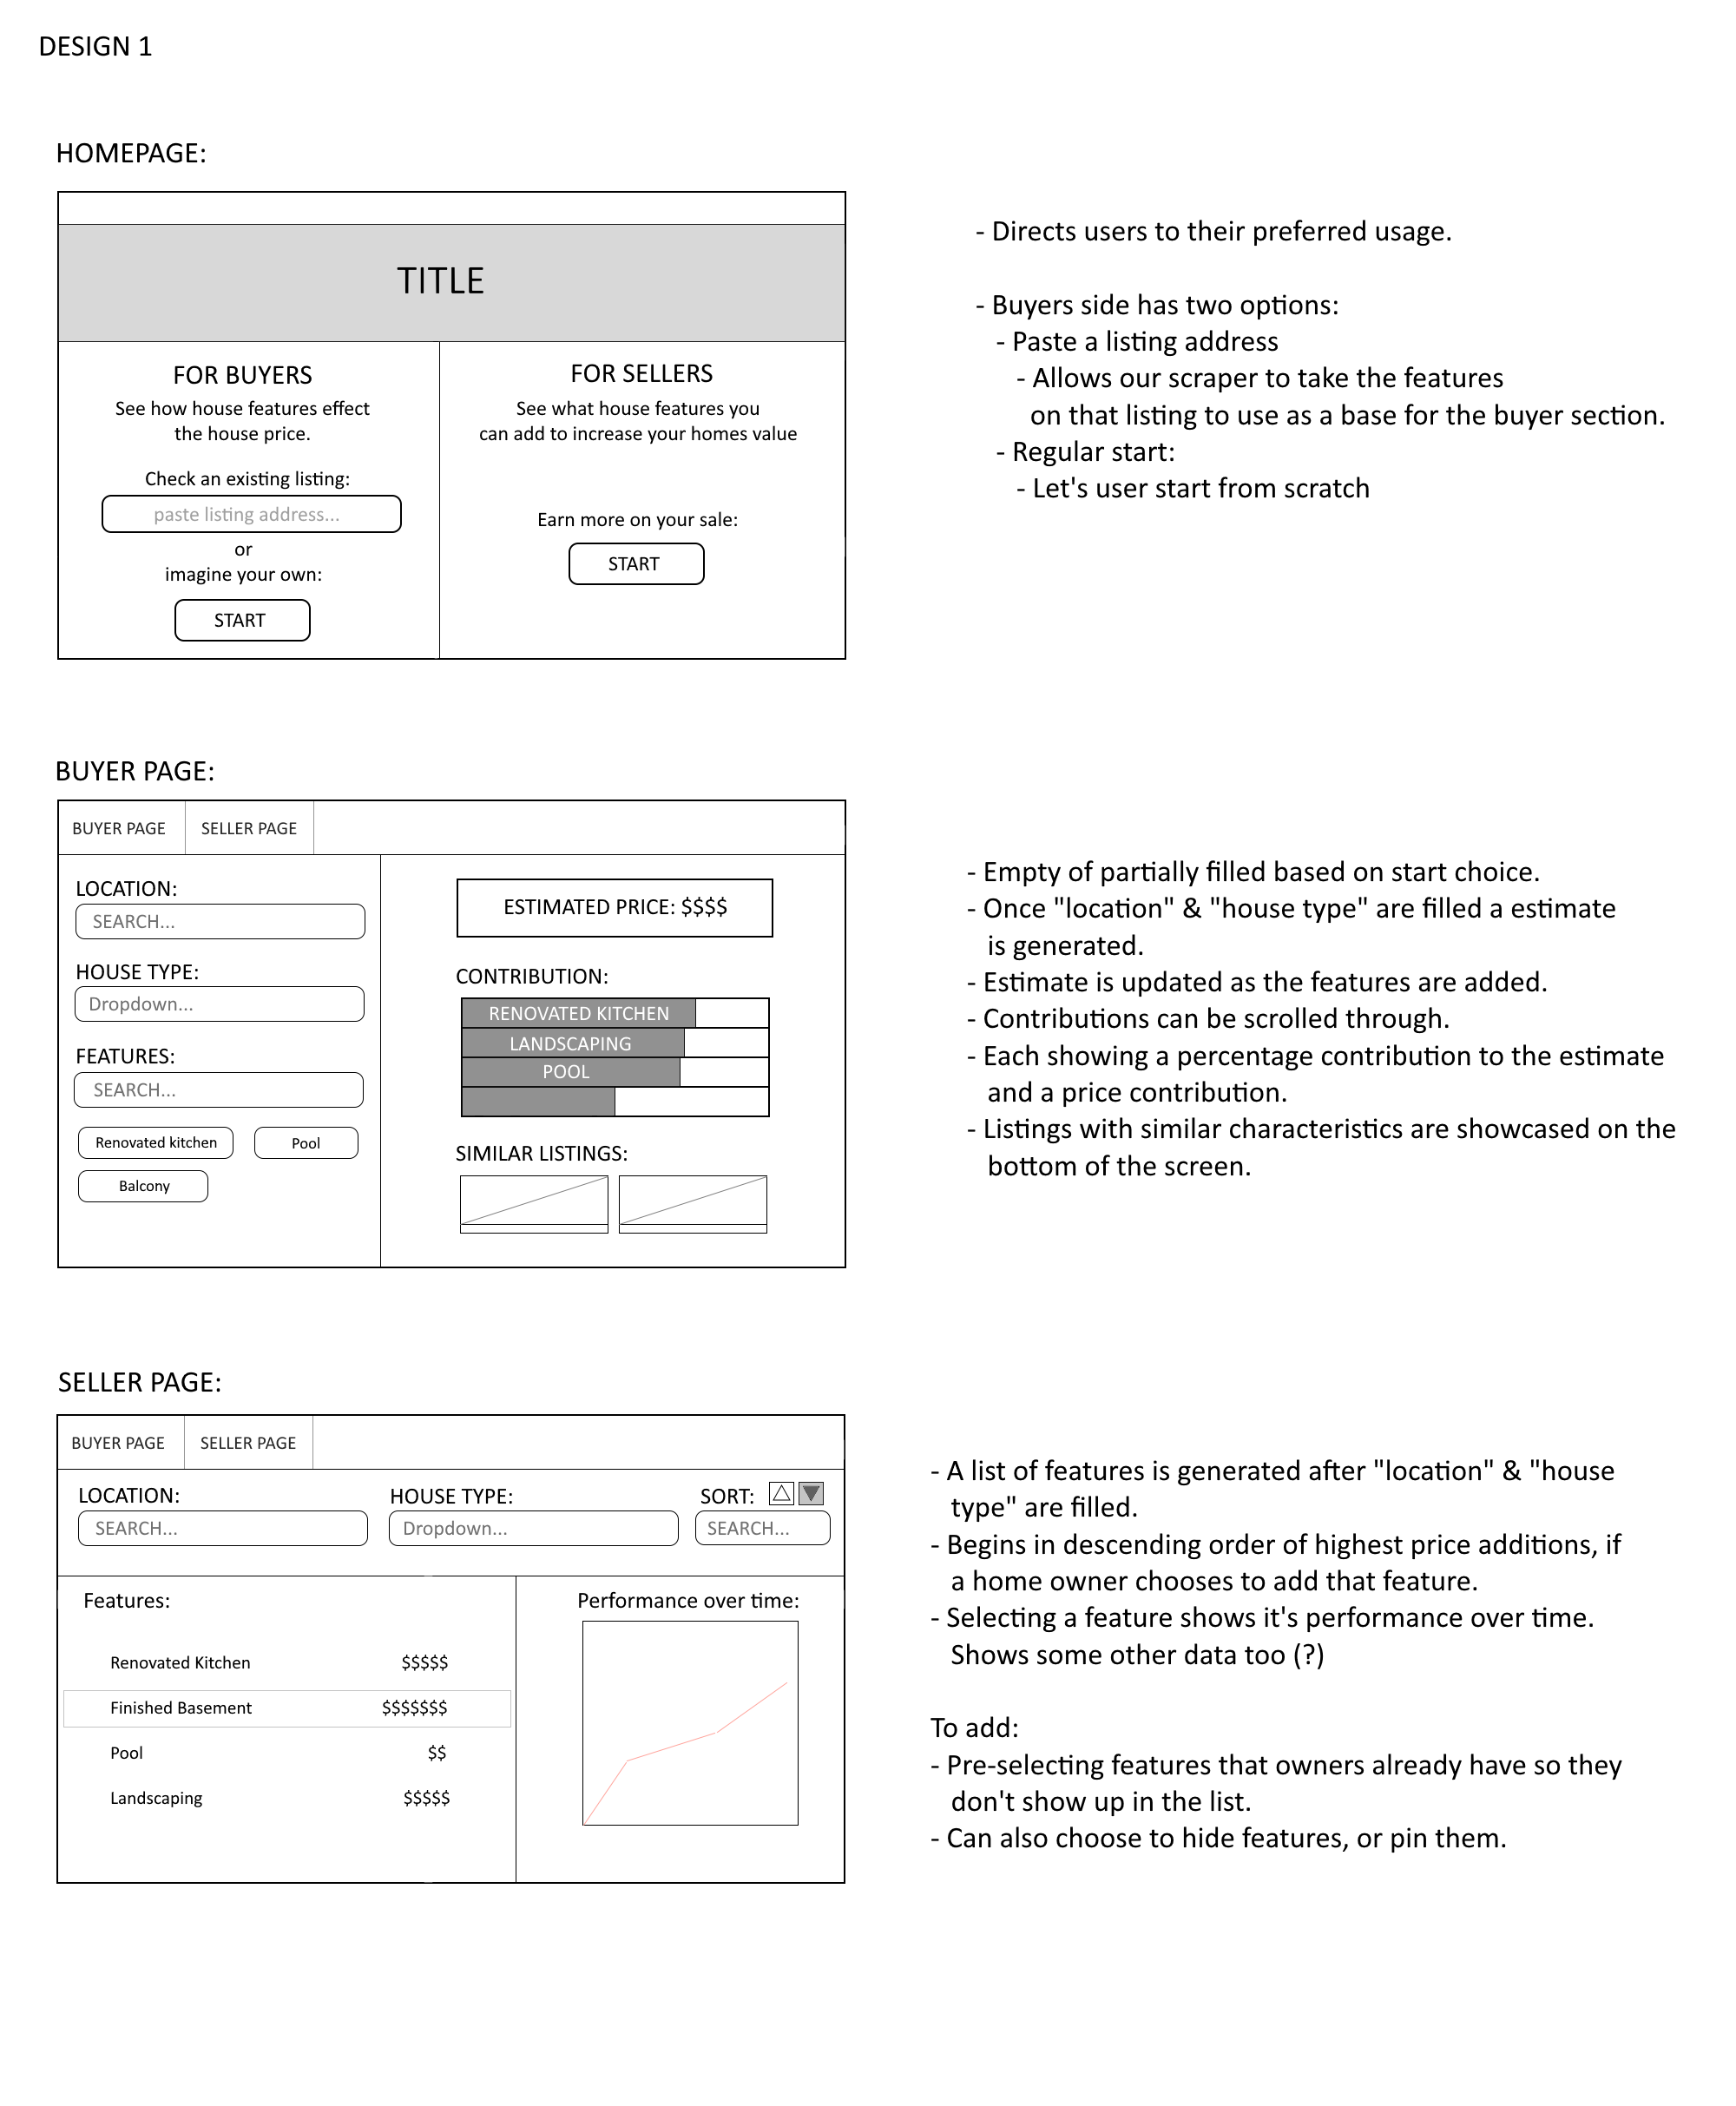 DESIGN 1
HOMEPAGE:
TITLE
FOR BUYERS
See how house features effect
the house price.
Check an existing listing:
paste listing address...
or
imagine your own:
START
FOR SELLERS
See what house features you
can add to increase your homes value
Earn more on your sale:
START
- Directs users to their preferred usage.
- Buyers side has two options:
- Paste a listing address
- Allows our scraper to take the features
on that listing to use as a base for the buyer section.
- Regular start:
- Let's user start from scratch
BUYER PAGE:
BUYER PAGE
SELLER PAGE
LOCATION:
SEARCH...
HOUSE TYPE:
Dropdown...
FEATURES:
SEARCH...
Renovated kitchen
Pool
Balcony
ESTIMATED PRICE: $$$$
CONTRIBUTION:
RENOVATED KITCHEN
LANDSCAPING
POOL
SIMILAR LISTINGS:
- Empty of partially filled based on start choice.
- Once "location" & "house type" are filled a estimate
is generated.
- Estimate is updated as the features are added.
- Contributions can be scrolled through.
- Each showing a percentage contribution to the estimate
and a price contribution.
- Listings with similar characteristics are showcased on the
bottom of the screen.
SELLER PAGE:
BUYER PAGE
SELLER PAGE
LOCATION:
SEARCH...
HOUSE TYPE:
Dropdown...
SORT:
SEARCH...
Features:
Renovated Kitchen $$$$$
Finished Basement $$$$$$$
Pool $$
Landscaping $$$$$
Performance over time:
- A list of features is generated after "location" & "house
type" are filled.
- Begins in descending order of highest price additions, if
a home owner chooses to add that feature.
- Selecting a feature shows it's performance over time.
Shows some other data too (?)
To add:
- Pre-selecting features that owners already have so they
don't show up in the list.
- Can also choose to hide features, or pin them.